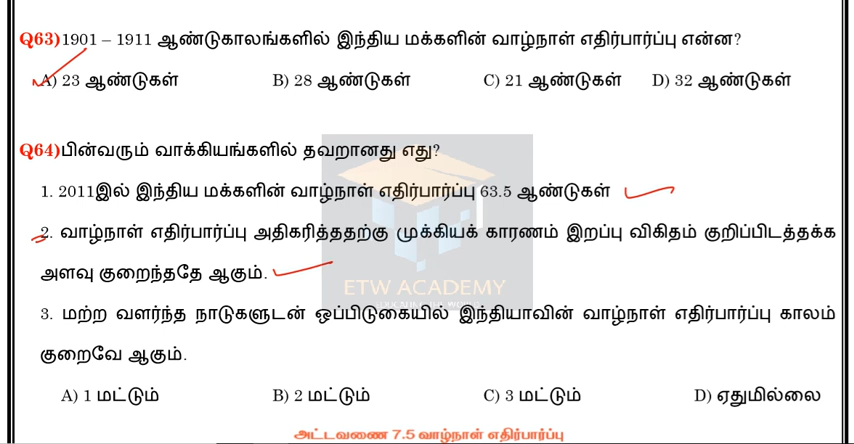 Q63)1901 – 1911 ஆண்டுகாலங்களில் இந்திய மக்களின் வாழ்நாள் எதிர்பார்ப்பு என்ன?
A) 23 ஆண்டுகள் B) 28 ஆண்டுகள் C) 21 ஆண்டுகள் D) 32 ஆண்டுகள்
Q64)பின்வரும் வாக்கியங்களில் தவறானது எது?
1. 2011இல் இந்திய மக்களின் வாழ்நாள் எதிர்பார்ப்பு 63.5 ஆண்டுகள்
2. வாழ்நாள் எதிர்பார்ப்பு அதிகரித்ததற்கு முக்கியக் காரணம் இறப்பு விகிதம் குறிப்பிடத்தக்க
அளவு குறைந்ததே ஆகும்.
ETW ACADEMY
3. மற்ற வளர்ந்த நாடுகளுடன் ஒப்பிடுகையில் இந்தியாவின் வாழ்நாள் எதிர்பார்ப்பு காலம்
குறைவே ஆகும்.
A) 1 மட்டும் B) 2 மட்டும் C) 3 மட்டும் D) ஏதுமில்லை
அட்டவணை 7.5 வாழ்நாள் எதிர்பார்ப்பு